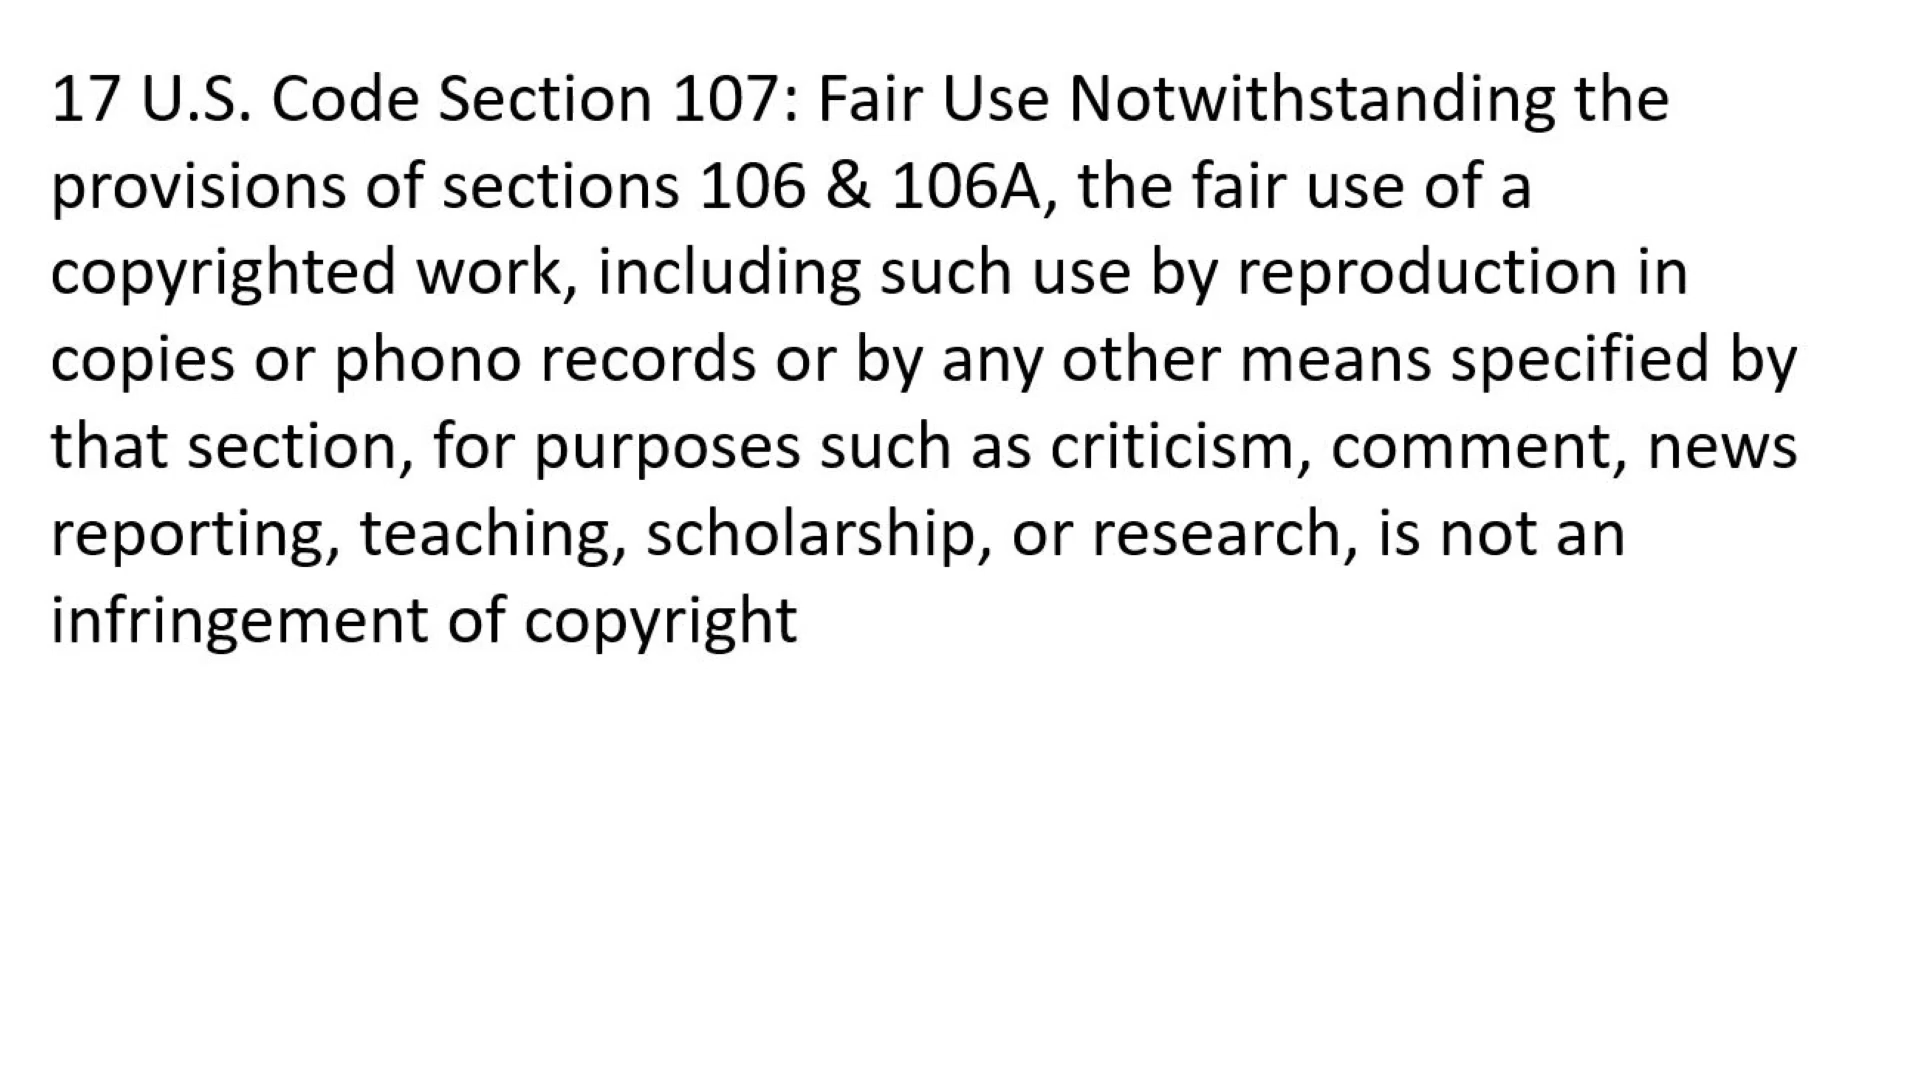 17 U.S. Code Section 107: Fair Use Notwithstanding the
provisions of sections 106 & 106A, the fair use of a
copyrighted work, including such use by reproduction in
copies or phono records or by any other means specified by
that section, for purposes such as criticism, comment, news
reporting, teaching, scholarship, or research, is not an
infringement of copyright